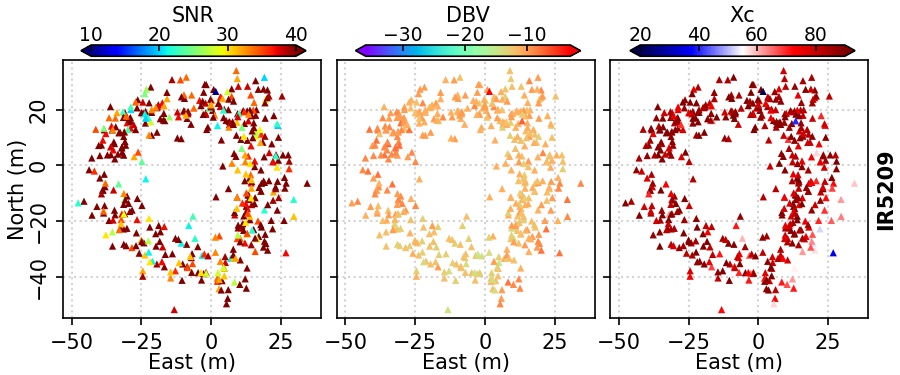 SNR DBV Xc
10 20 30 40 −30 −20 −10 20 40 60 80
North (m)
20
0
−20
−40
IR5209
−50 −25 0 25 −50 −25 0 25 −50 −25 0 25
East (m) East (m) East (m)